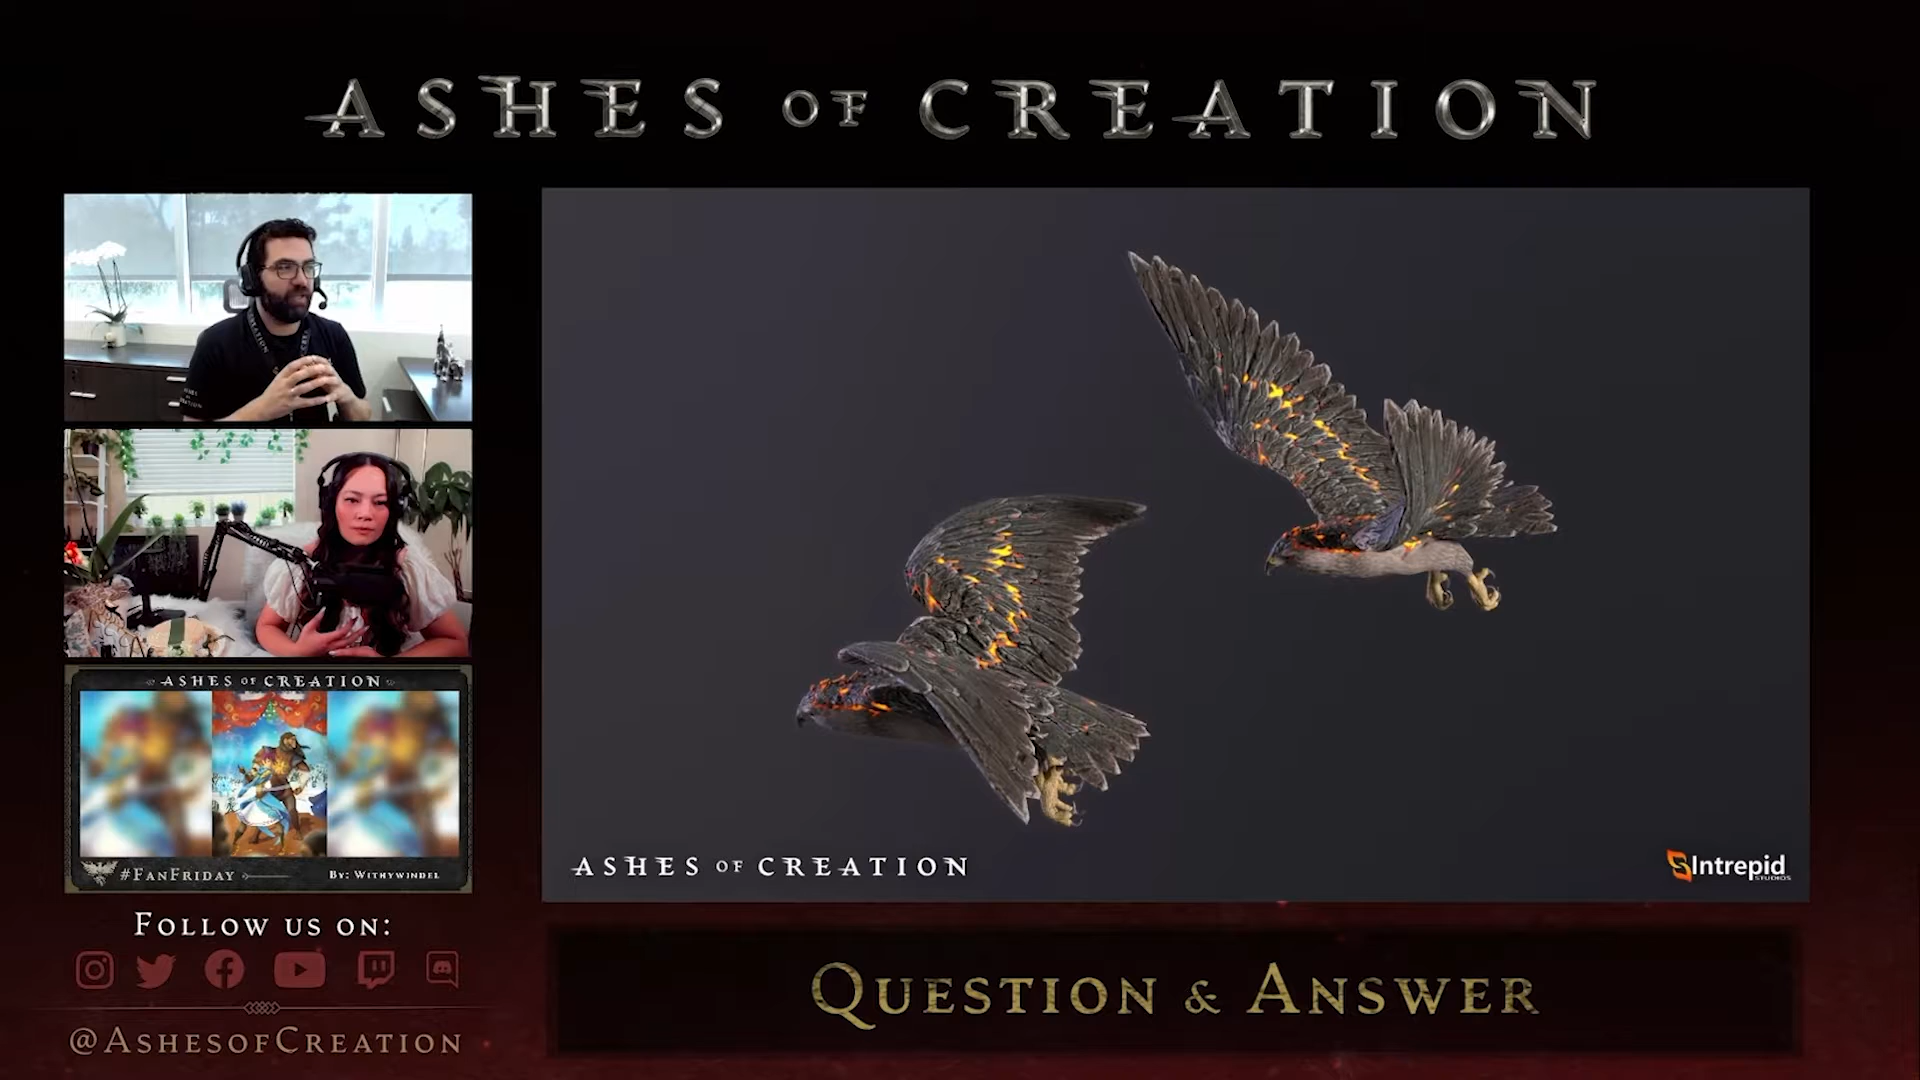 ASHES OF CREATION
ASHES OF CREATION
#FANFRIDAY
BY: WITHYWINDEL
FOLLOW US ON:
@ASHESOFCREATION
ASHES OF CREATION
Intrepid
STUDIOS
QUESTION & ANSWER